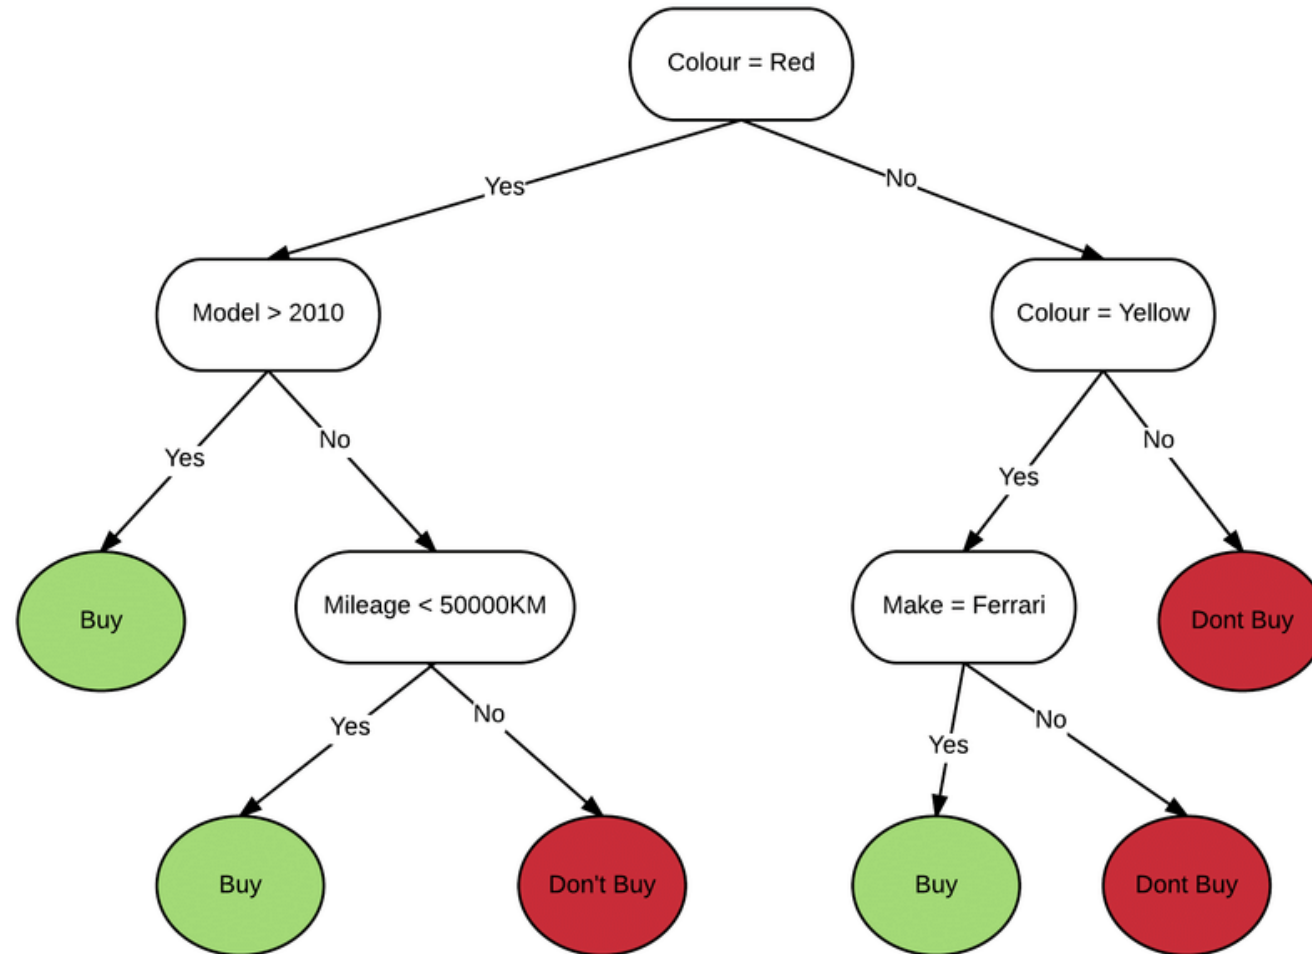 Colour = Red
Yes
No
Model > 2010
Colour = Yellow
Yes
No
Yes
No
Buy
Mileage < 50000KM
Make = Ferrari
Dont Buy
Yes
No
Yes
No
Buy
Don't Buy
Buy
Dont Buy